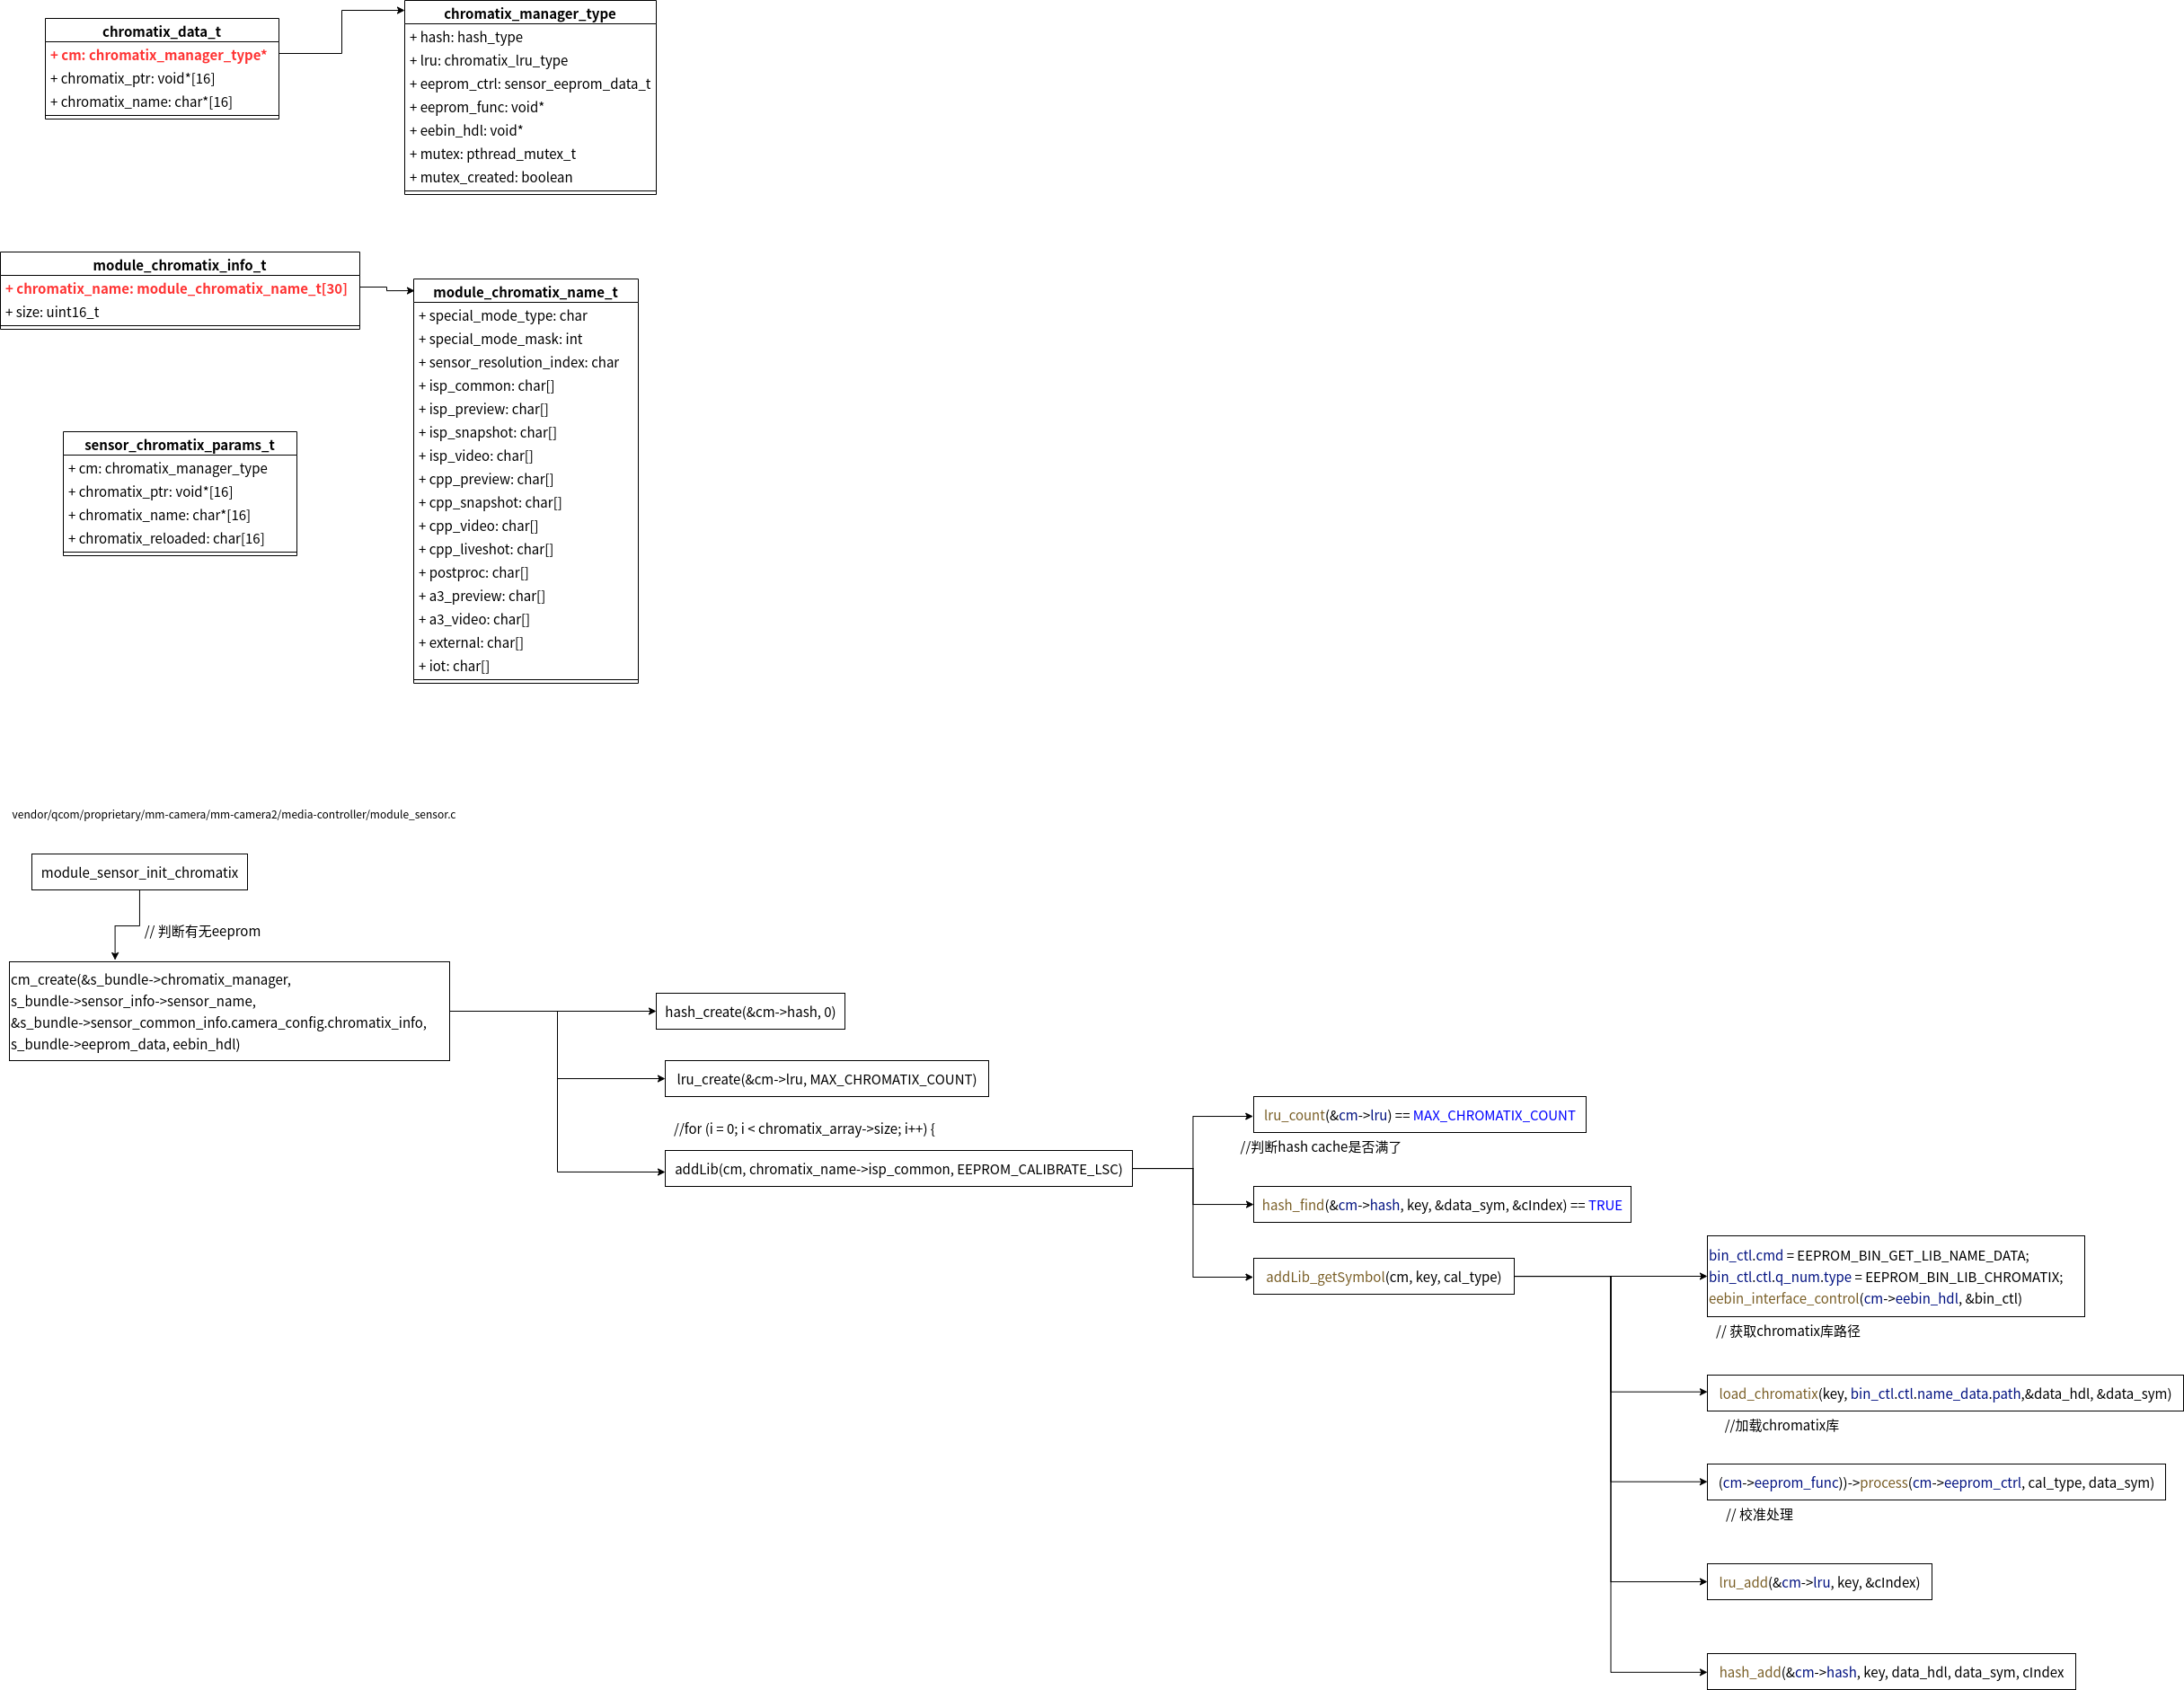 chromatix_data_t
+ cm: chromatix_manager_type*
+ chromatix_ptr: void*[16]
+ chromatix_name: char*[16]
chromatix_manager_type
+ hash: hash_type
+ lru: chromatix_lru_type
+ eeprom_ctrl: sensor_eeprom_data_t
+ eeprom_func: void*
+ eebin_hdl: void*
+ mutex: pthread_mutex_t
+ mutex_created: boolean
module_chromatix_info_t
+ chromatix_name: module_chromatix_name_t[30]
+ size: uint16_t
module_chromatix_name_t
+ special_mode_type: char
+ special_mode_mask: int
+ sensor_resolution_index: char
+ isp_common: char[]
+ isp_preview: char[]
+ isp_snapshot: char[]
+ isp_video: char[]
+ cpp_preview: char[]
+ cpp_snapshot: char[]
+ cpp_video: char[]
+ cpp_liveshot: char[]
+ postproc: char[]
+ a3_preview: char[]
+ a3_video: char[]
+ external: char[]
+ iot: char[]
sensor_chromatix_params_t
+ cm: chromatix_manager_type
+ chromatix_ptr: void*[16]
+ chromatix_name: char*[16]
+ chromatix_reloaded: char[16]
vendor/qcom/proprietary/mm-camera/mm-camera2/media-controller/module_sensor.c
module_sensor_init_chromatix
// 判断有无eeprom
cm_create(&s_bundle->chromatix_manager,
s_bundle->sensor_info->sensor_name,
&s_bundle->sensor_common_info.camera_config.chromatix_info,
s_bundle->eeprom_data, eebin_hdl)
hash_create(&cm->hash, 0)
lru_create(&cm->lru, MAX_CHROMATIX_COUNT)
//for (i = 0; i < chromatix_array->size; i++) {
addLib(cm, chromatix_name->isp_common, EEPROM_CALIBRATE_LSC)
lru_count(&cm->lru) == MAX_CHROMATIX_COUNT
//判断hash cache是否满了
hash_find(&cm->hash, key, &data_sym, &cIndex) == TRUE
addLib_getSymbol(cm, key, cal_type)
bin_ctl.cmd = EEPROM_BIN_GET_LIB_NAME_DATA;
bin_ctl.ctl.q_num.type = EEPROM_BIN_LIB_CHROMATIX;
eebin_interface_control(cm->eebin_hdl, &bin_ctl)
// 获取chromatix库路径
load_chromatix(key, bin_ctl.ctl.name_data.path,&data_hdl, &data_sym)
//加载chromatix库
(cm->eeprom_func))->process(cm->eeprom_ctrl, cal_type, data_sym)
// 校准处理
lru_add(&cm->lru, key, &cIndex)
hash_add(&cm->hash, key, data_hdl, data_sym, cIndex